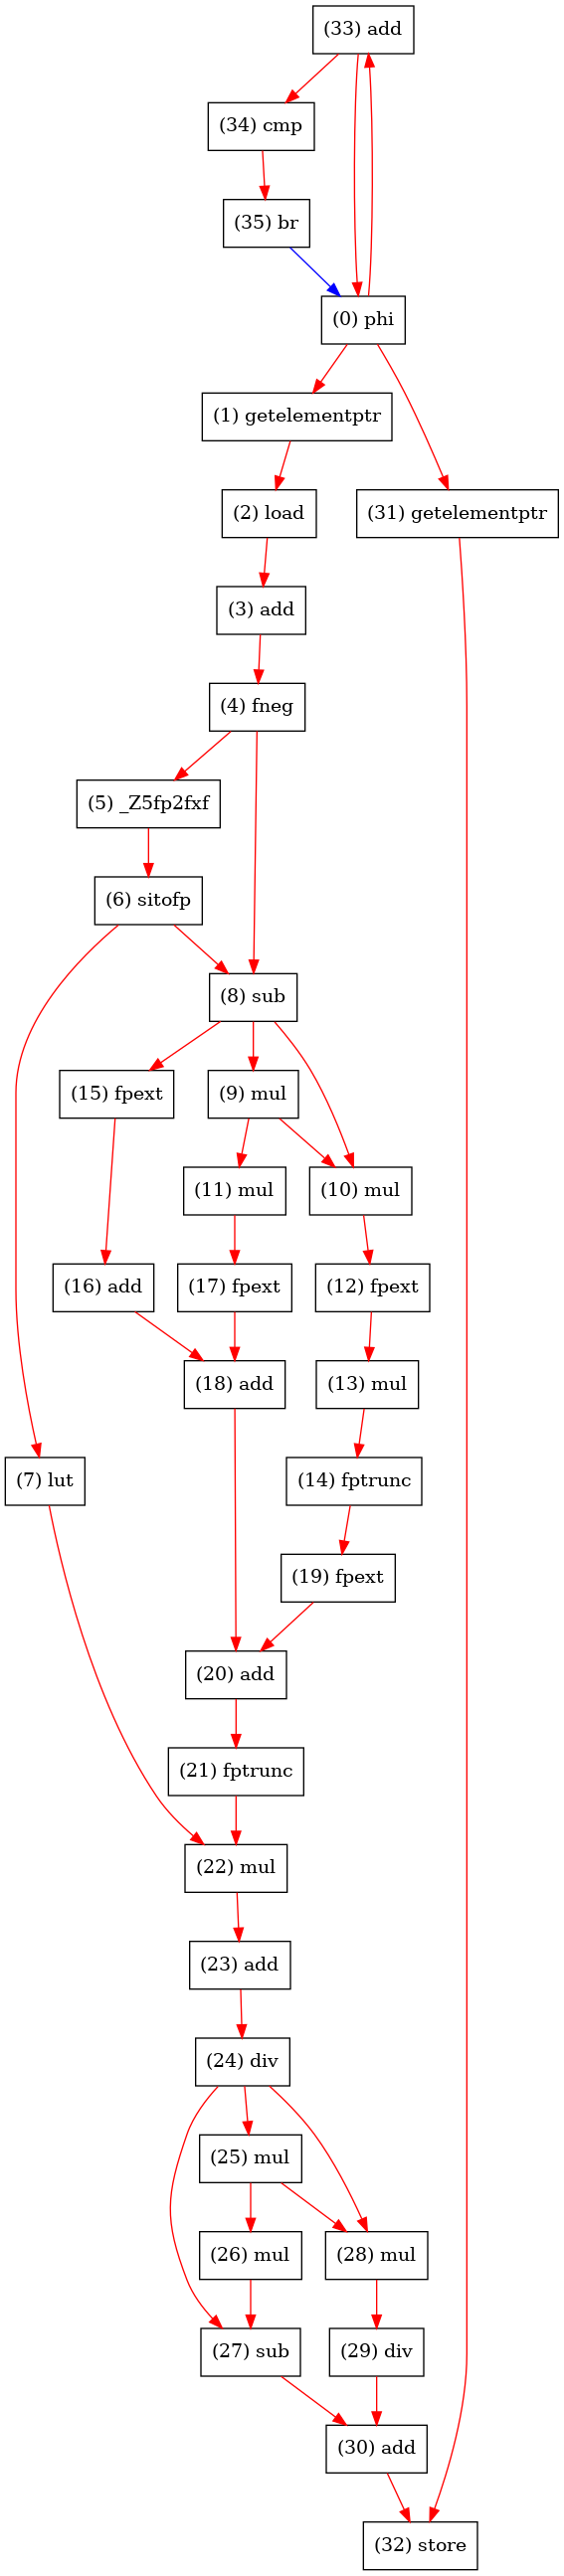 (33) add
(34) cmp
(35) br
(0) phi
(1) getelementptr
(2) load
(31) getelementptr
(3) add
(4) fneg
(5) _Z5fp2fxf
(6) sitofp
(8) sub
(15) fpext
(9) mul
(11) mul
(10) mul
(16) add
(17) fpext
(12) fpext
(18) add
(13) mul
(7) lut
(14) fptrunc
(19) fpext
(20) add
(21) fptrunc
(22) mul
(23) add
(24) div
(25) mul
(26) mul
(28) mul
(27) sub
(29) div
(30) add
(32) store